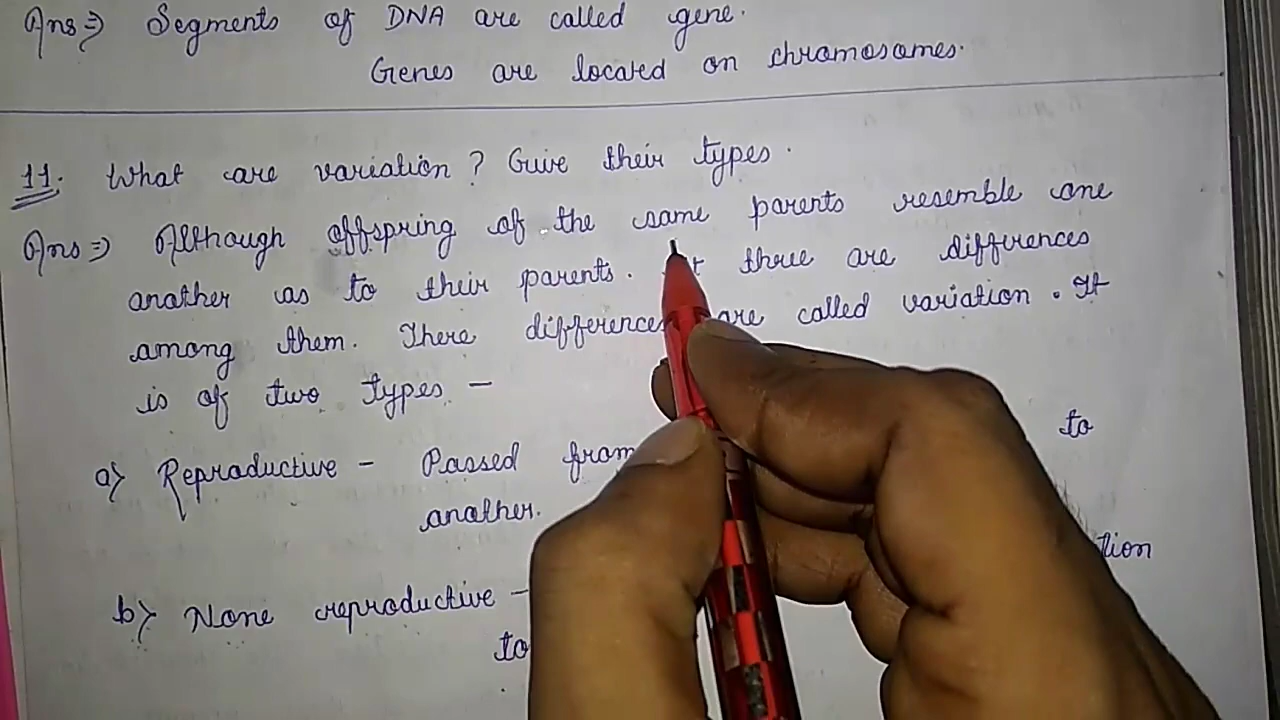 Ans⇒ Segments of DNA are called gene.
Genes are located on chromosomes.
11. What are variation? Give their types.
Ans⇒ Although offspring of the same parents resemble one
another as to their parents. three are differences
among them. There differences are called variation. It
is of two types –
a) Reproductive – Passed from to
another.
b) None reproductive –
to